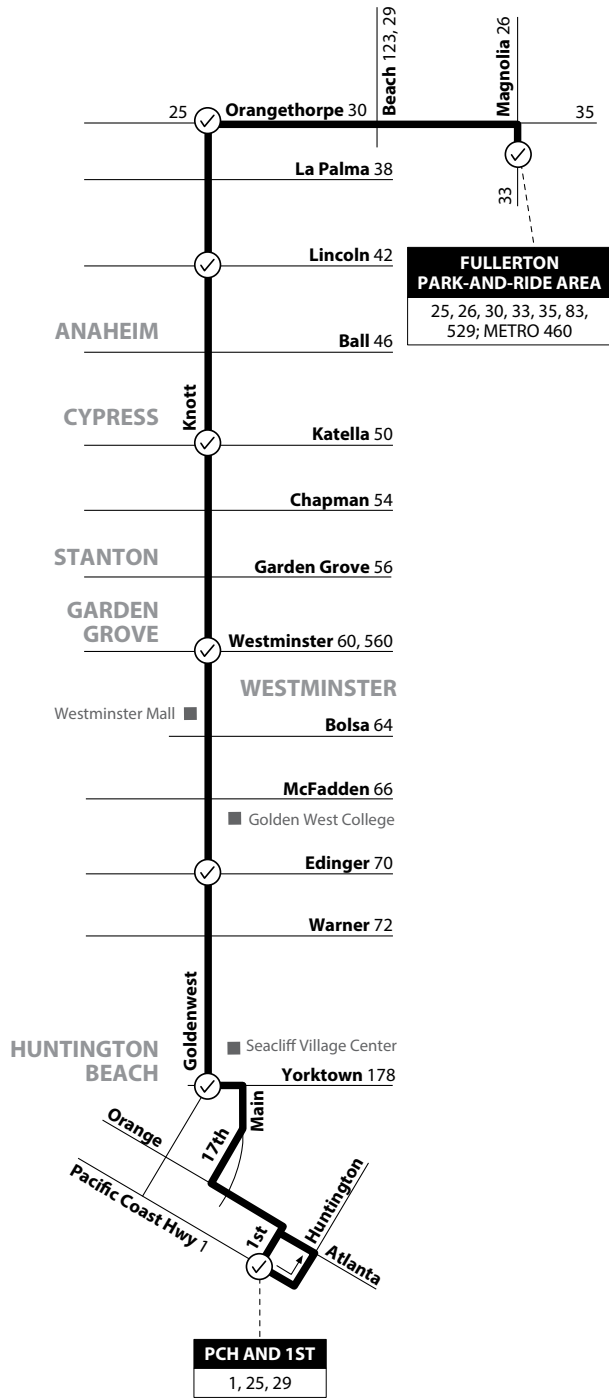 Beach 123, 29
Magnolia 26
25
Orangethorpe 30
35
La Palma 38
33
Lincoln 42
FULLERTON
PARK-AND-RIDE AREA
25, 26, 30, 33, 35, 83,
529; METRO 460
ANAHEIM
Ball 46
Knott
CYPRESS
Katella 50
Chapman 54
STANTON
Garden Grove 56
GARDEN
GROVE
Westminster 60, 560
WESTMINSTER
Westminster Mall
Bolsa 64
McFadden 66
Golden West College
Edinger 70
Warner 72
Goldenwest
HUNTINGTON
BEACH
Seacliff Village Center
Yorktown 178
Main
Orange
17th
Pacific Coast Hwy 1
1st
Huntington
Atlanta
PCH AND 1ST
1, 25, 29